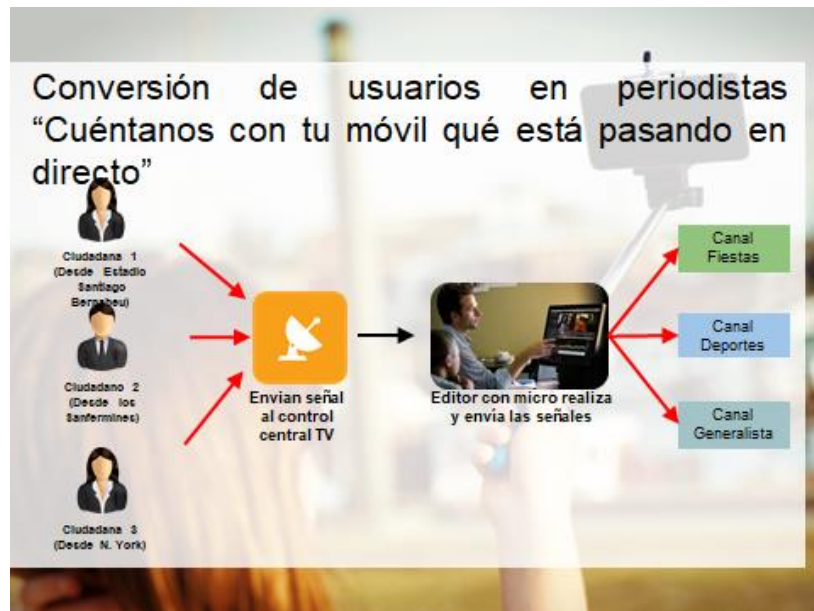 Conversión de usuarios en periodistas
“Cuéntanos con tu móvil qué está pasando en
directo”
Ciudadana 1
(Desde Estadio
Santiago
Bernabeu)
Ciudadano 2
(Desde los
Sanfermines)
Ciudadana 3
(Desde N. York)
Envian señal
al control
central TV
Editor con micro realiza
y envía las señales
Canal
Fiestas
Canal
Deportes
Canal
Generalista